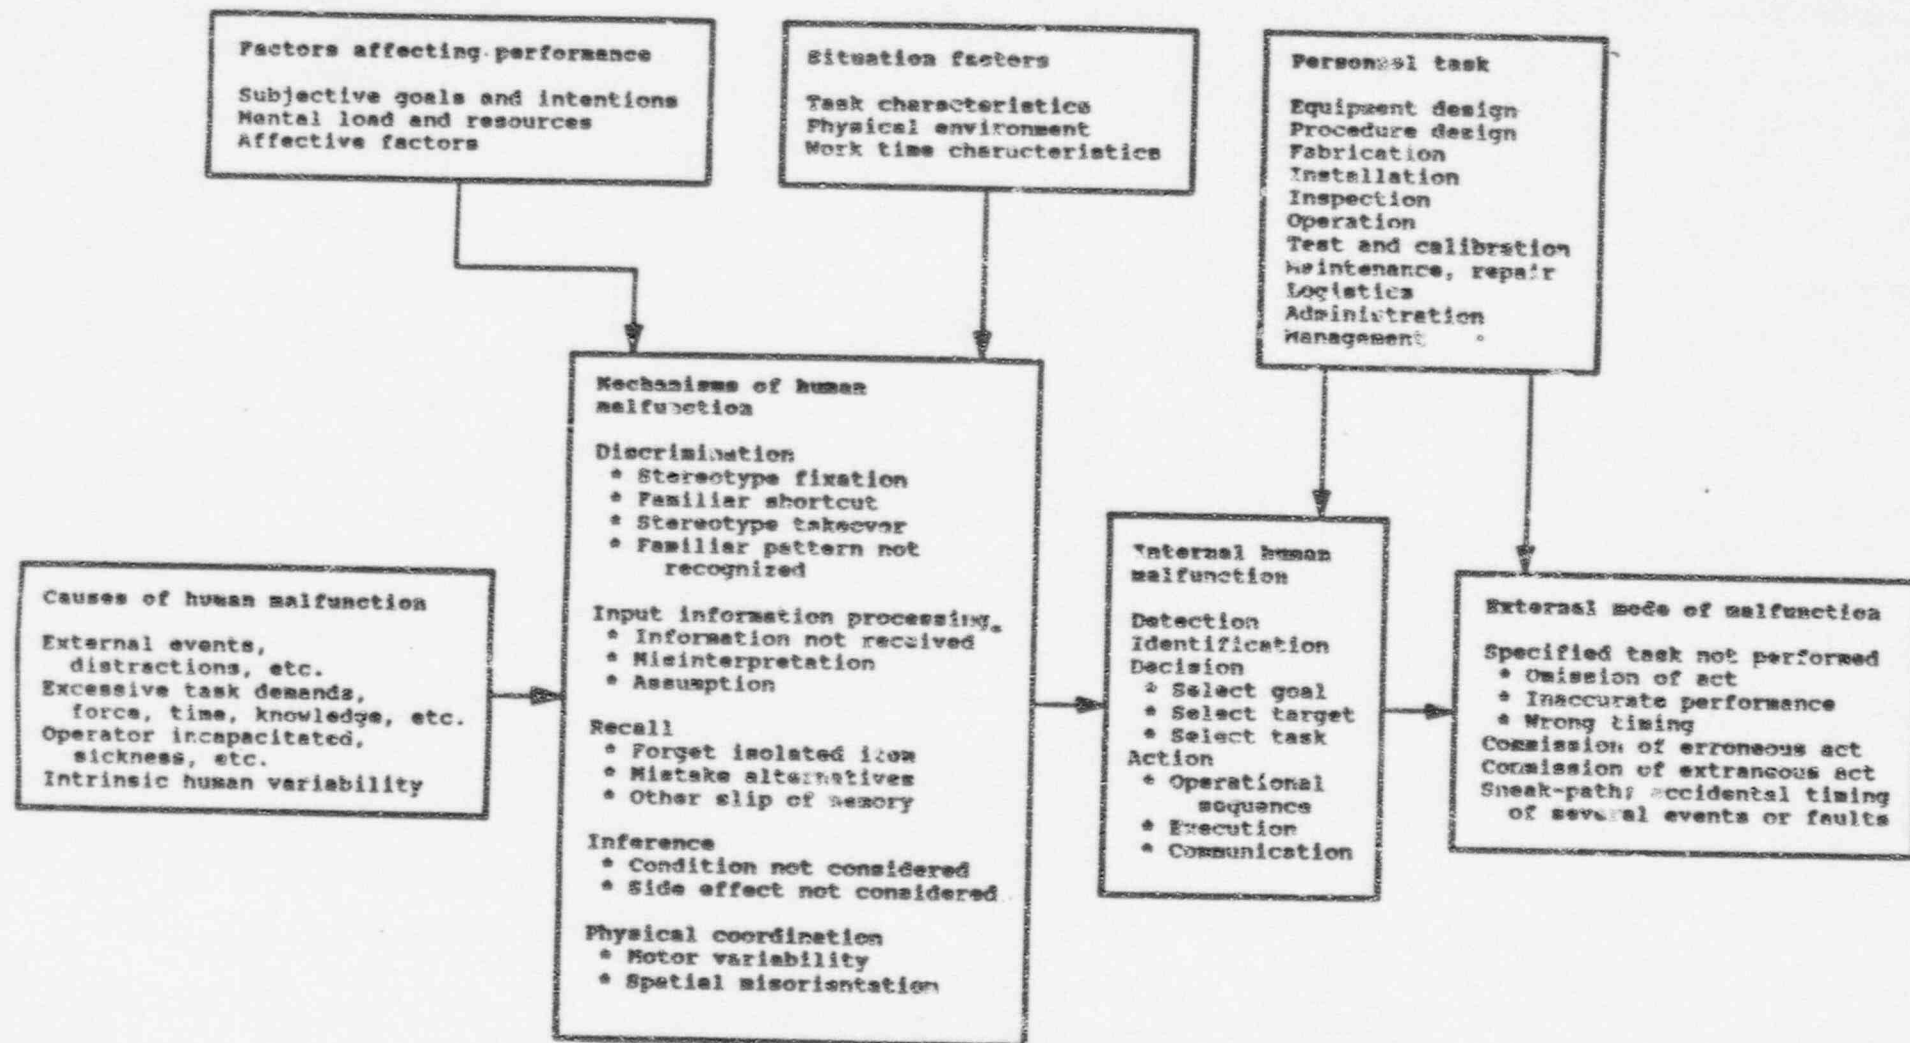 Factors affecting performance
Subjective goals and intentions
Mental load and resources
Affective factors
Situation factors
Task characteristics
Physical environment
Work time characteristics
Personnel task
Equipment design
Procedure design
Fabrication
Installation
Inspection
Operation
Test and calibration
Maintenance, repair
Logistics
Administration
Management
Causes of human malfunction
External events,
distractions, etc.
Excessive task demands,
force, time, knowledge, etc.
Operator incapacitated,
sickness, etc.
Intrinsic human variability
Mechanisms of human
malfunction
Discrimination
* Stereotype fixation
* Familiar shortcut
* Stereotype takeover
* Familiar pattern not
recognized
Input information processing
* Information not received
* Misinterpretation
* Assumption
Recall
* Forget isolated item
* Mistake alternatives
* Other slip of memory
Inference
* Condition not considered
* Side effect not considered
Physical coordination
* Motor variability
* Spatial misorientation
Internal human
malfunction
Detection
Identification
Decision
* Select goal
* Select target
* Select task
Action
* Operational
sequence
* Execution
* Communication
External mode of malfunction
Specified task not performed
* Omission of act
* Inaccurate performance
* Wrong timing
Commission of erroneous act
Commission of extraneous act
Sneak-path; accidental timing
of several events or faults